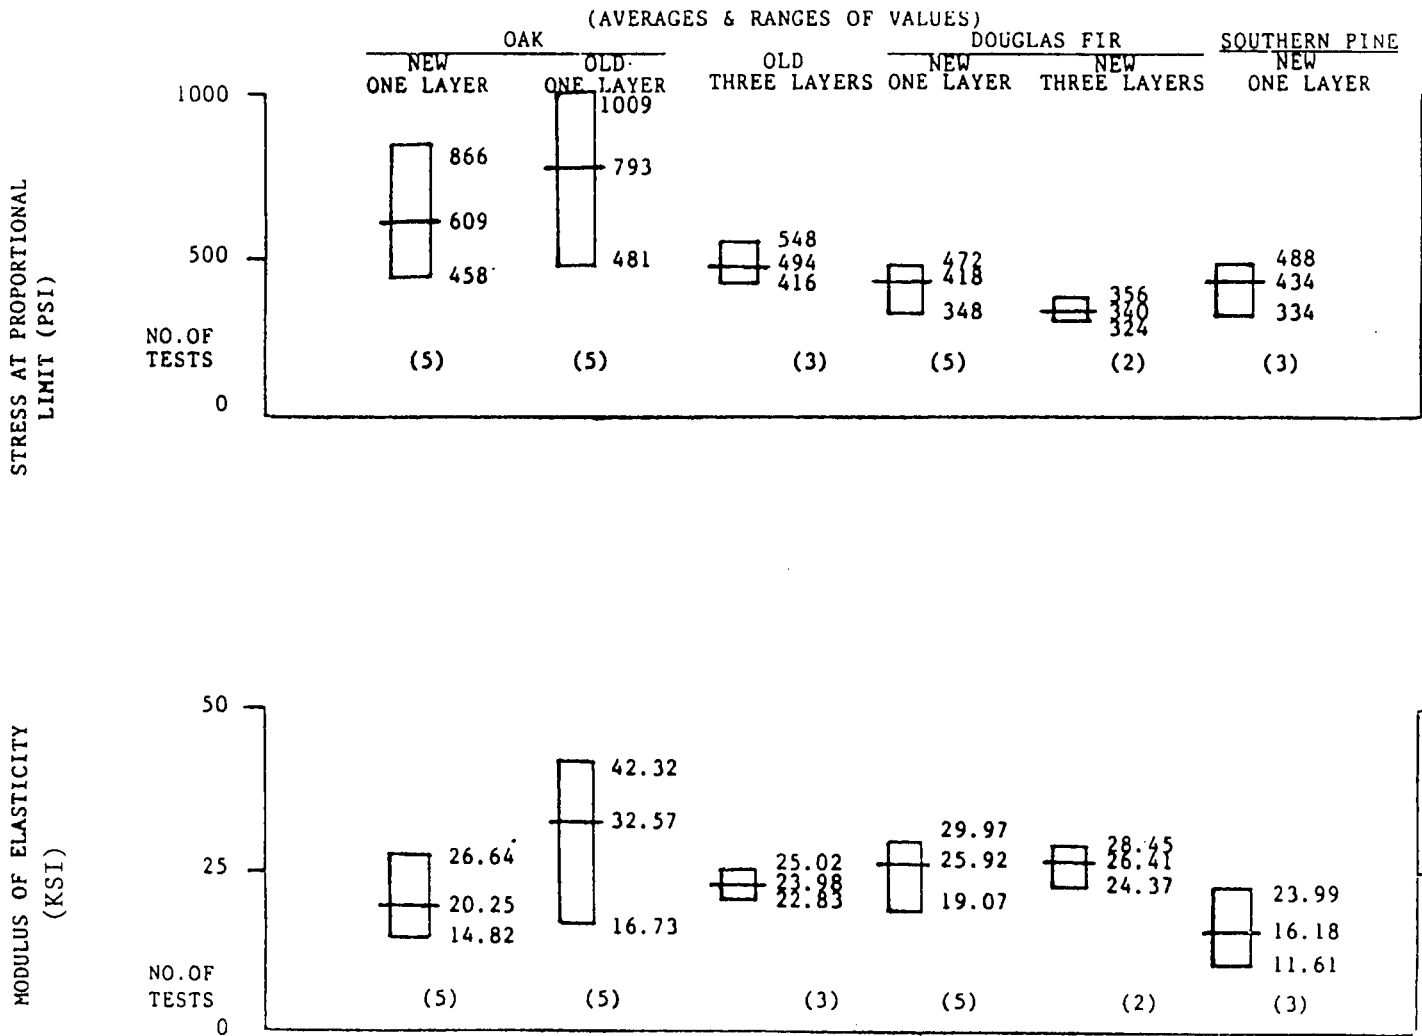 (AVERAGES & RANGES OF VALUES)
OAK
DOUGLAS FIR
SOUTHERN PINE
NEW
ONE LAYER
OLD
ONE LAYER
OLD
THREE LAYERS
NEW
ONE LAYER
NEW
THREE LAYERS
NEW
ONE LAYER
STRESS AT PROPORTIONAL
LIMIT (PSI)
1000
500
0
866
609
458
1009
793
481
548
494
416
472
418
348
356
340
324
488
434
334
NO.OF
TESTS
(5)
(5)
(3)
(5)
(2)
(3)
MODULUS OF ELASTICITY
(KSI)
50
25
0
26.64
20.25
14.82
42.32
32.57
16.73
25.02
23.98
22.83
29.97
25.92
19.07
28.45
26.41
24.37
23.99
16.18
11.61
NO.OF
TESTS
(5)
(5)
(3)
(5)
(2)
(3)